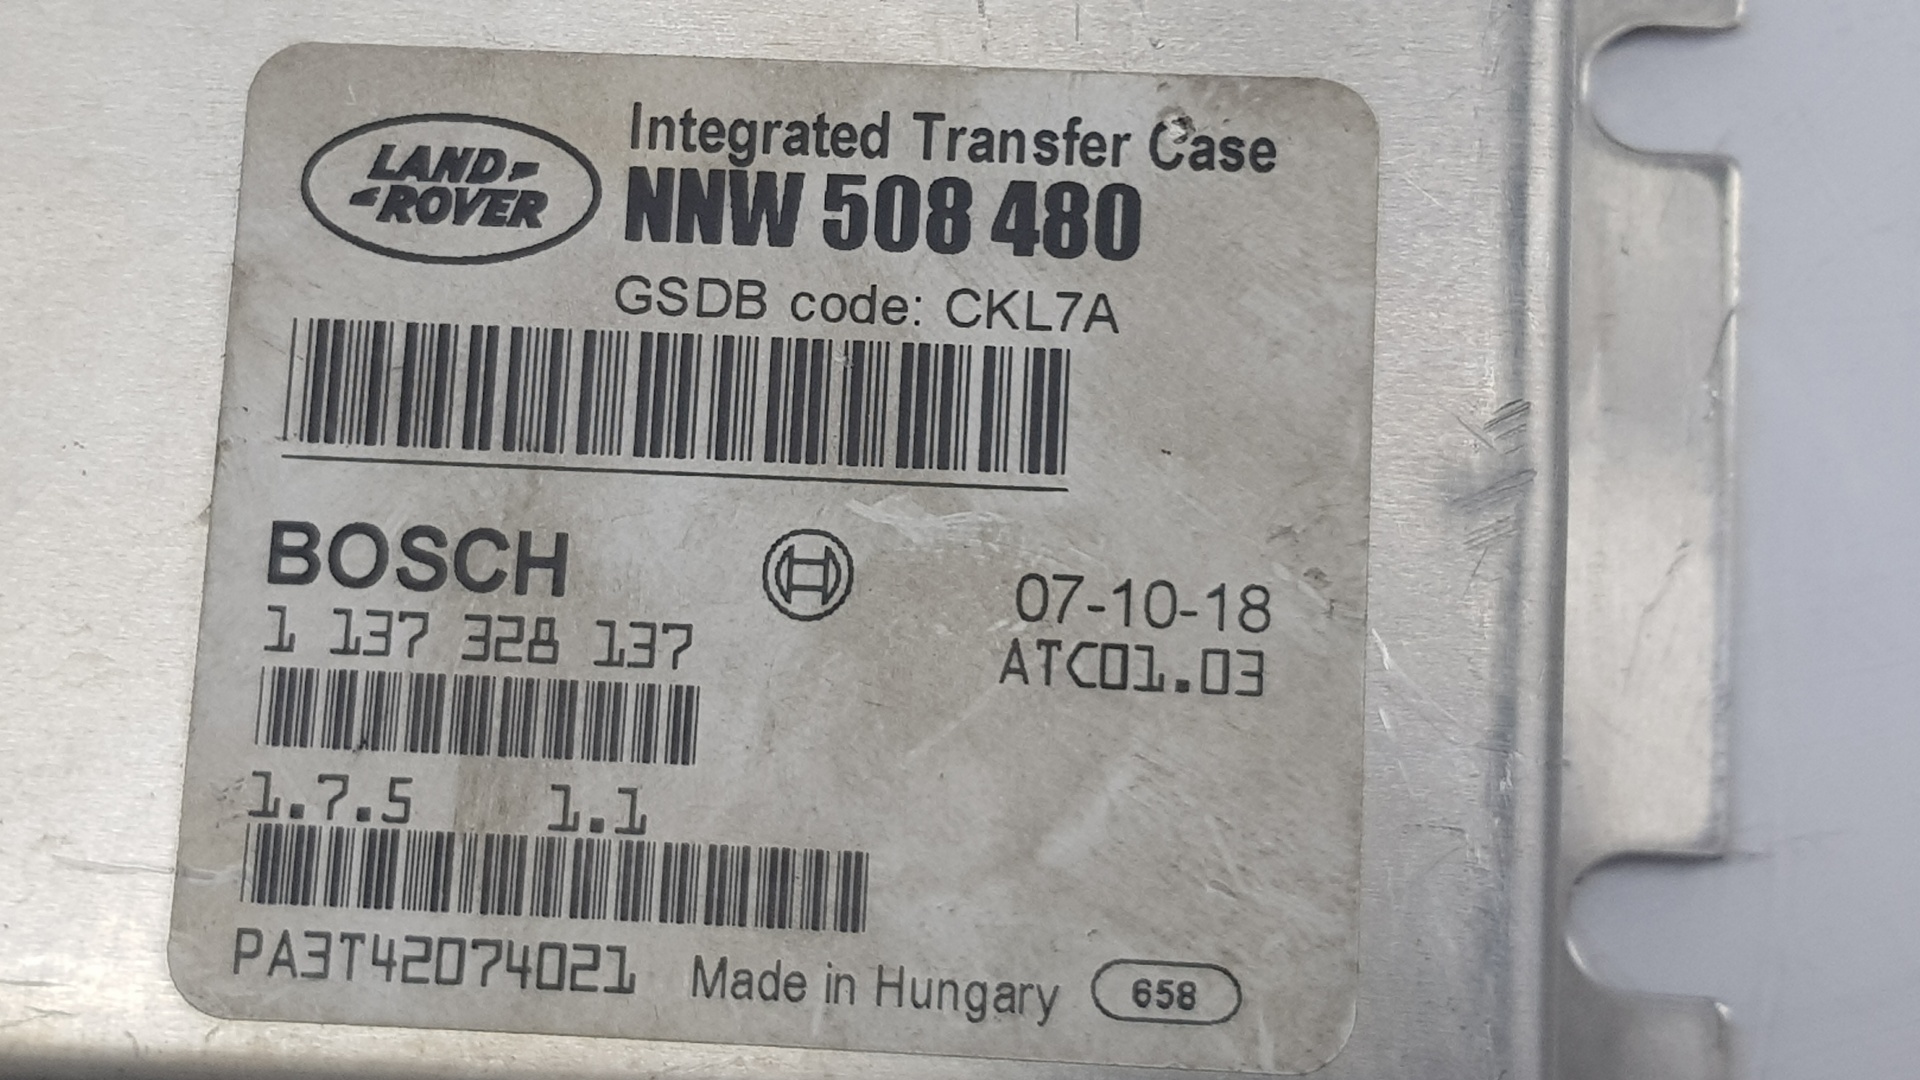 LAND-
-ROVER
Integrated Transfer Case
NNW 508 480
GSDB code: CKL7A
BOSCH
07-10-18
1 137 328 137
ATC01.03
1.7.5 1.1
PA3T42074021 Made in Hungary 658